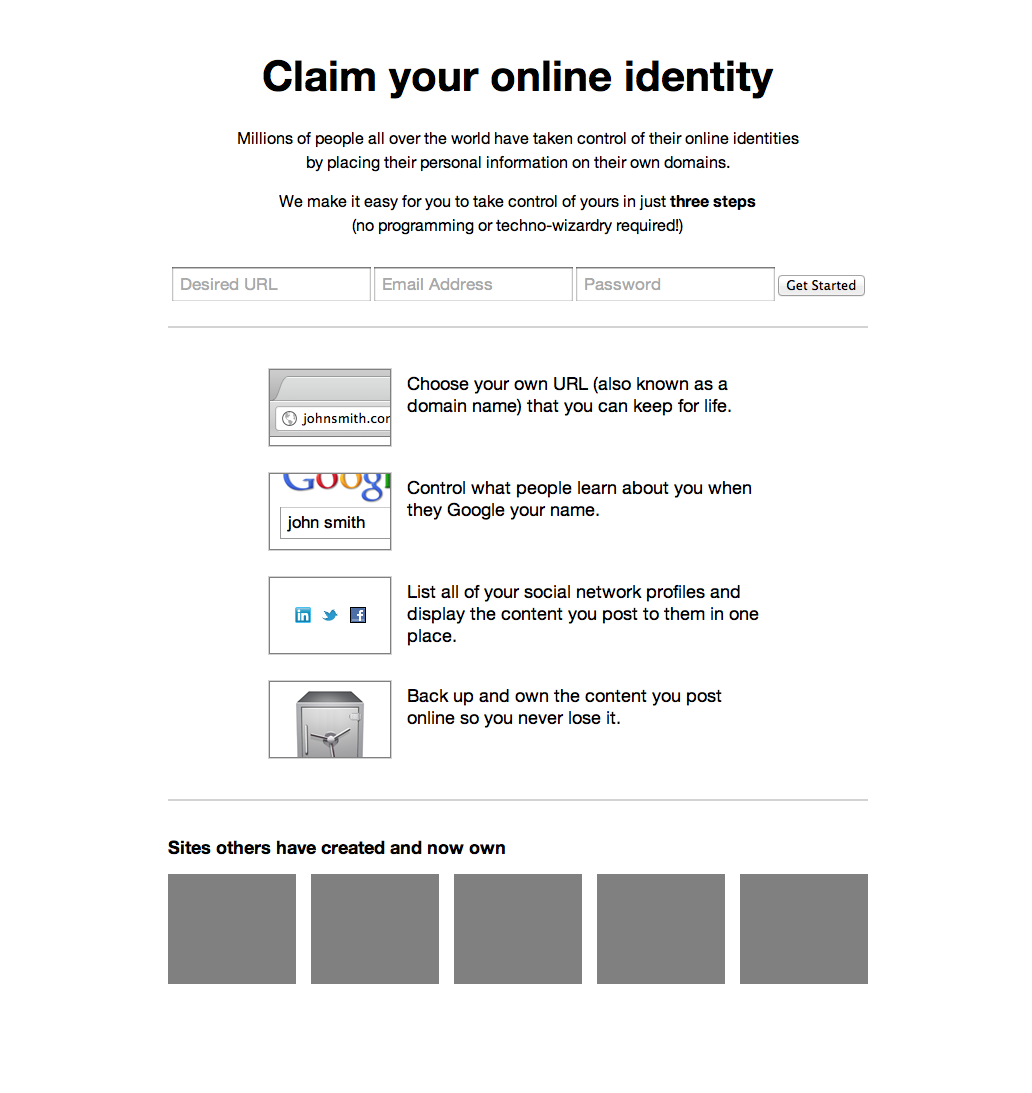 Claim your online identity
Millions of people all over the world have taken control of their online identities
by placing their personal information on their own domains.
We make it easy for you to take control of yours in just three steps
(no programming or techno-wizardry required!)
Desired URL Email Address Password Get Started
johnsmith.com
Choose your own URL (also known as a
domain name) that you can keep for life.
Google
john smith
Control what people learn about you when
they Google your name.
in f
List all of your social network profiles and
display the content you post to them in one
place.
Back up and own the content you post
online so you never lose it.
Sites others have created and now own